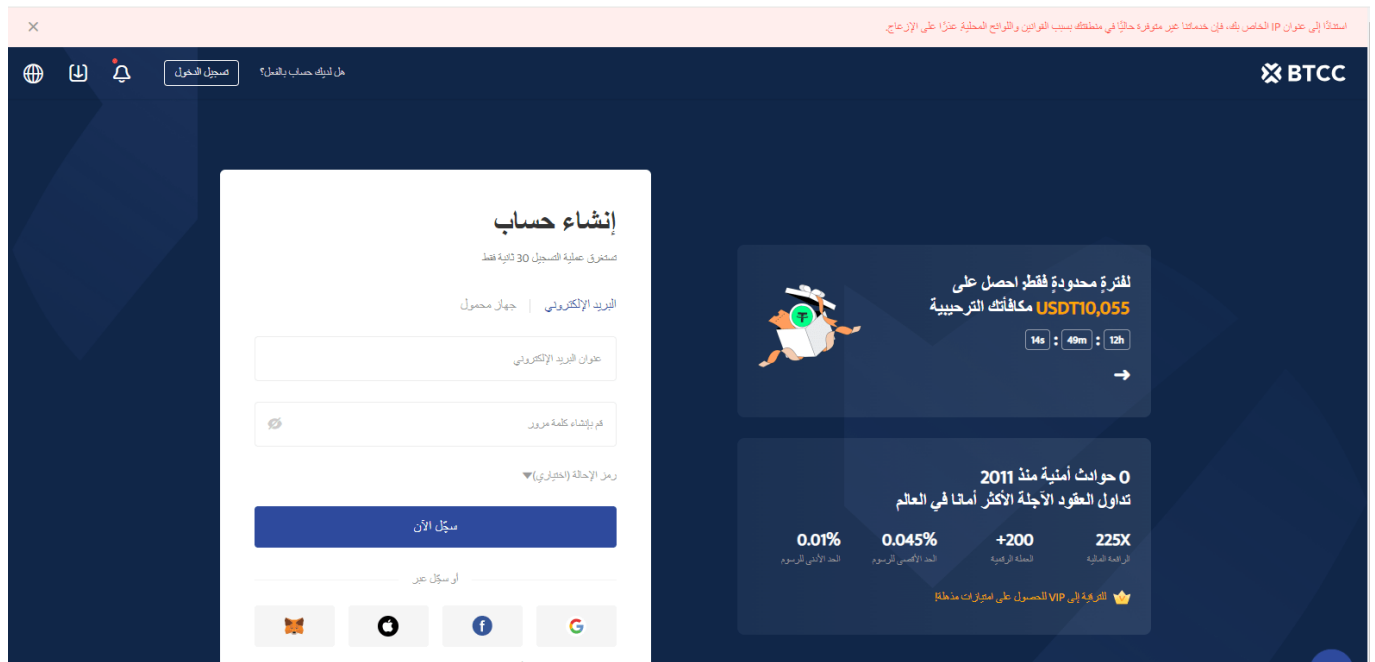 استنادًا إلى عنوان IP الخاص بك، فإن خدماتنا غير متوفرة حاليًا في منطقتك بسبب القوانين واللوائح المحلية. عذرًا على الإزعاج.
BTCC
هل لديك حساب بالفعل؟
تسجيل الدخول
لفترةٍ محدودةٍ فقط: احصل على
USDT10,055 مكافأتك الترحيبية
12h : 49m : 14s
0 حوادث أمنية منذ 2011
تداول العقود الآجلة الأكثر أمانا في العالم
225X
الرافعة المالية
200+
العملة الرقمية
0.045%
الحد الأقصى للرسوم
0.01%
الحد الأدنى للرسوم
للترقية إلى VIP للحصول على امتيازات مذهلة!
إنشاء حساب
تستغرق عملية التسجيل 30 ثانية فقط
البريد الإلكتروني | جهاز محمول
عنوان البريد الإلكتروني
قم بإنشاء كلمة مرور
رمز الإحالة (اختياري)
سجّل الآن
أو سجّل عبر